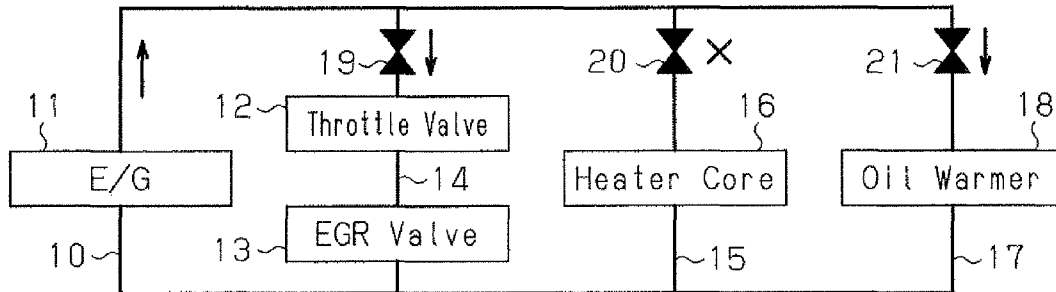 19
20
21
11
12
Throttle Valve
16
18
E/G
14
Heater Core
Oil Warmer
13
EGR Valve
10
15
17